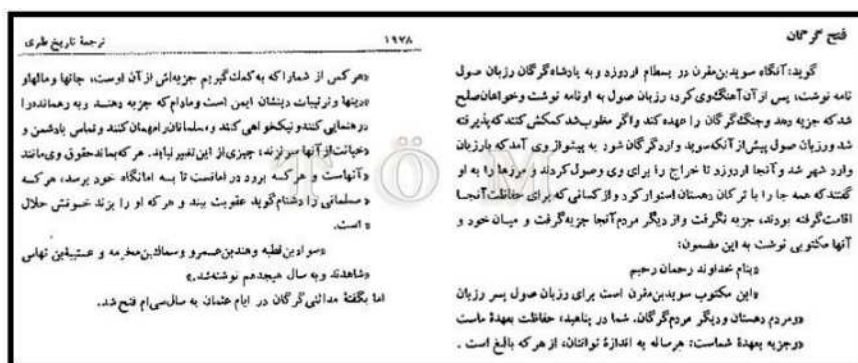 فتح گرگان
گوید: آنگاه سوید بن مقرن در بسطام اردو زد و به پادشاه گرگان رزبان صول
نامه نوشت، پس از آن آهنگ وی کرد، رزبان صول به او نامه نوشت و خواهان صلح
شد که جزیه دهد و جنگ گرگان را عهده کند و اگر مغلوب شد کمکش کنند که پذیرفته
شد و رزبان صول پیش از آنکه سوید وارد گرگان شود به پیشواز وی آمد که با رزبان
وارد شهر شد و آنجا اردو زد تا خراج را برای وی وصول کردند و مرزها را به او
گفتند که همه جا را با ترکان دهستان استوار کرد و از کسانی که برای حفاظت آنجا
اقامت گرفته بودند، جزیه نگرفت و از دیگر مردم آنجا جزیه گرفت و میان خود و
آنها مکتوبی نوشت به این مضمون:
«بنام خداوند رحمان رحیم
«این مکتوب سوید بن مقرن است برای رزبان صول پسر رزبان
«و مردم دهستان و دیگر مردم گرگان. شما در پناهید، حفاظت بعهدهٔ ماست
«و جزیه بعهدهٔ شماست، هر ساله به اندازهٔ توانتان، از هر که بالغ است.
۱۹۷۸ ترجمهٔ تاریخ طبری
«هر کس از شما را که به کمک گیریم جزیه‌اش از آن اوست، جانها و مالها و
«دینها و ترتیبات دینشان ایمن است و مادام که جزیه دهند و به رهمانده را
«رهنمایی کنند و نیکخواهی کنند و مسلمانان را مهمان کنند و تماس با دشمن و
«خیانت از آنها سر نزند، چیزی از این تغییر نیابد. هر که بماند حقوق وی مانند
«آنهاست و هر کسه برود در امانست تا بسه امانگاه خود برسد، هر کسه
«مسلمانی را دشنام گوید عقوبت بیند و هر که او را بزند خونش حلال
«است.
«سواد بن قطبه و هند بن عمرو و سماک بن مخرمه و عتیبة بن نهاس
«شاهدند و به سال هیجدهم نوشته شد.»
اما بگفتهٔ مدائنی گرگان در ایام عثمان به سال سی‌ام فتح شد.
TÖM